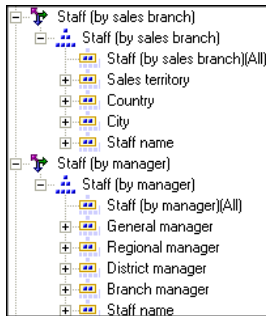 Staff (by sales branch)
Staff (by sales branch)
Staff (by sales branch)(All)
Sales territory
Country
City
Staff name
Staff (by manager)
Staff (by manager)
Staff (by manager)(All)
General manager
Regional manager
District manager
Branch manager
Staff name